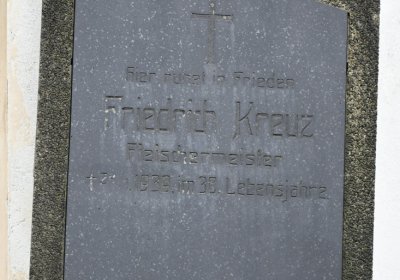 hier ruhet in Frieden
Friedrich Kreuz
Fleischermeister
1939, im 38. Lebensjahre.